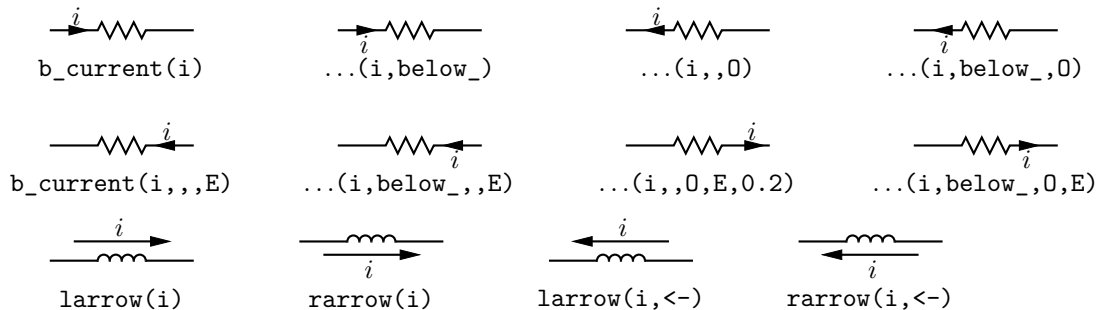 i i i i
b_current(i) ...(i,below_) ...(i,,O) ...(i,below_,O)
i i i i
b_current(i,,,E) ...(i,below_,,E) ...(i,,O,E,0.2) ...(i,below_,O,E)
i i i i
larrow(i) rarrow(i) larrow(i,<-) rarrow(i,<-)